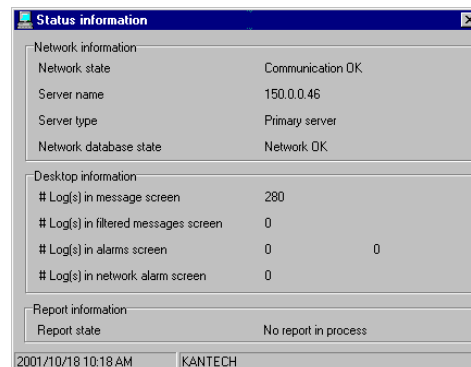 Status information
Network information
Network state Communication OK
Server name 150.0.0.46
Server type Primary server
Network database state Network OK
Desktop information
# Log(s) in message screen 280
# Log(s) in filtered messages screen 0
# Log(s) in alarms screen 0 0
# Log(s) in network alarm screen 0
Report information
Report state No report in process
2001/10/18 10:18 AM KANTECH